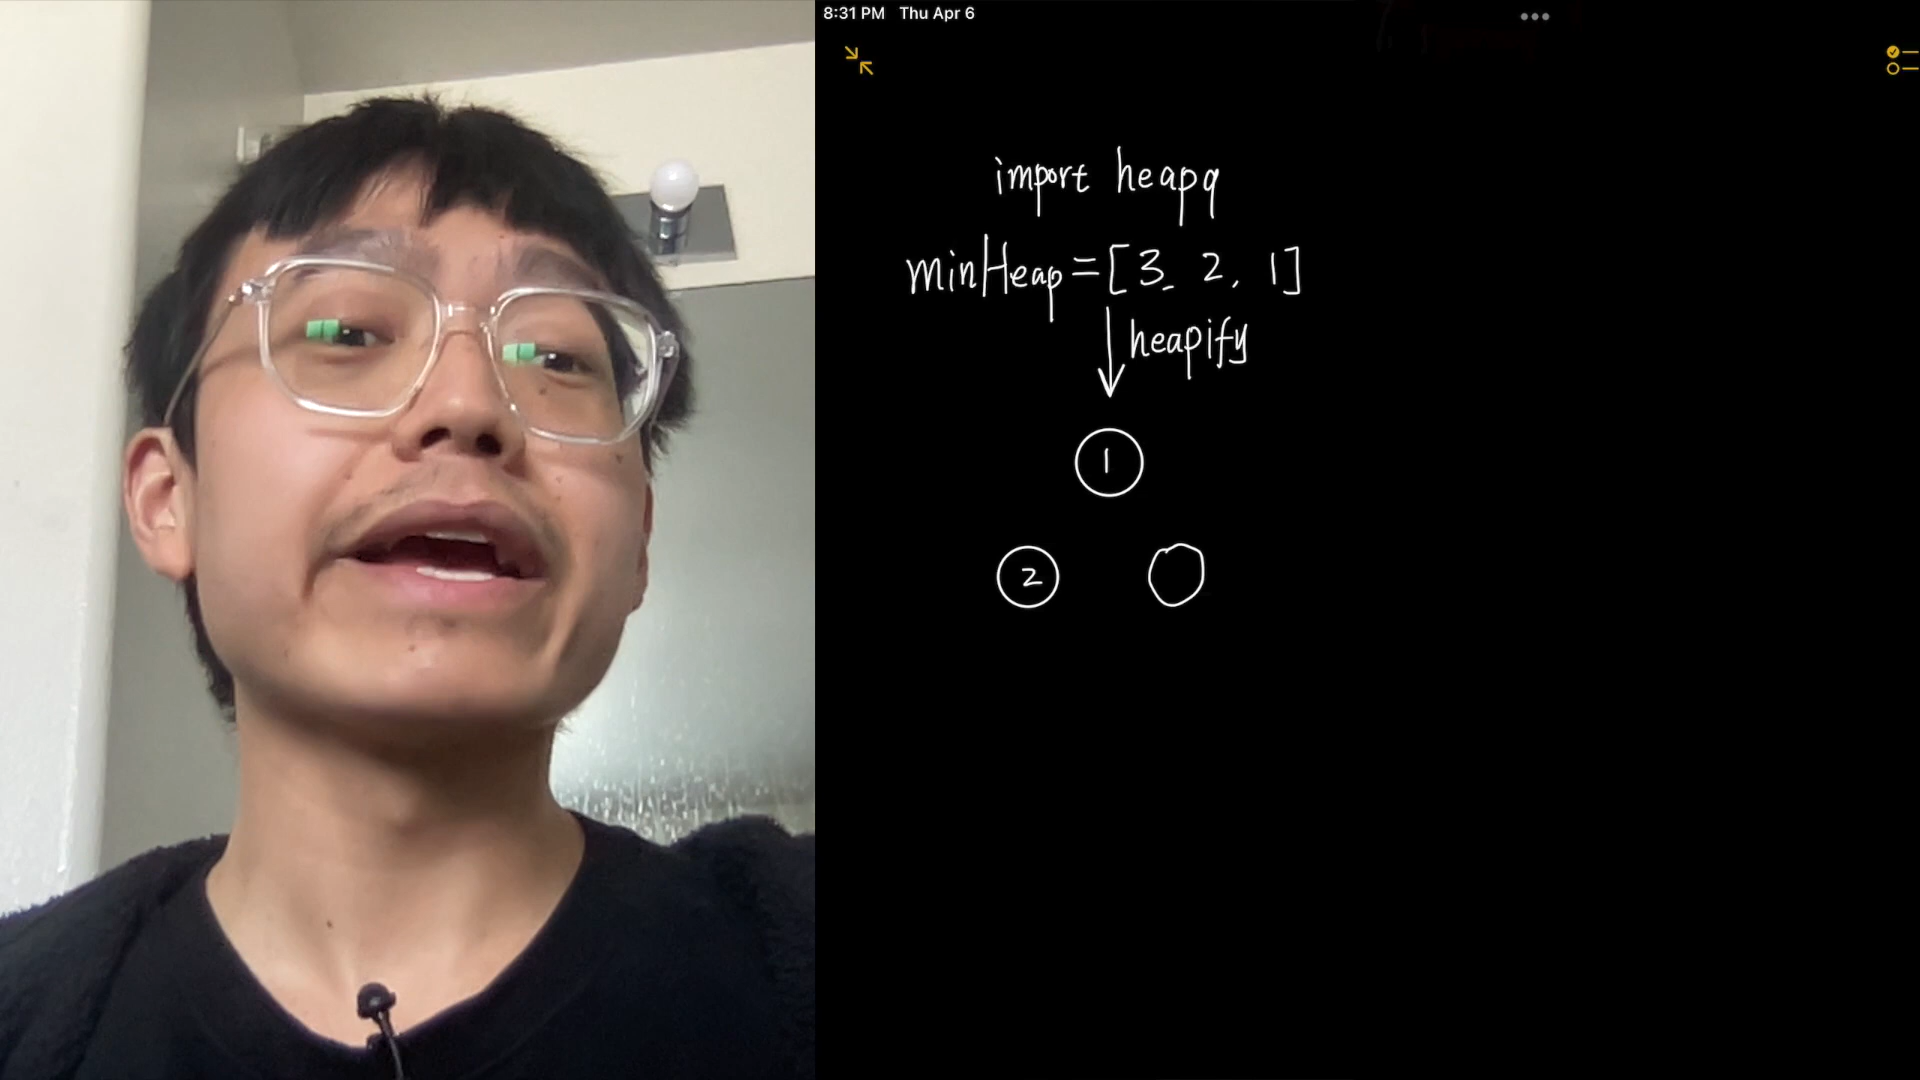 8:31 PM Thu Apr 6
import heapq
minHeap = [3, 2, 1]
heapify
1
2